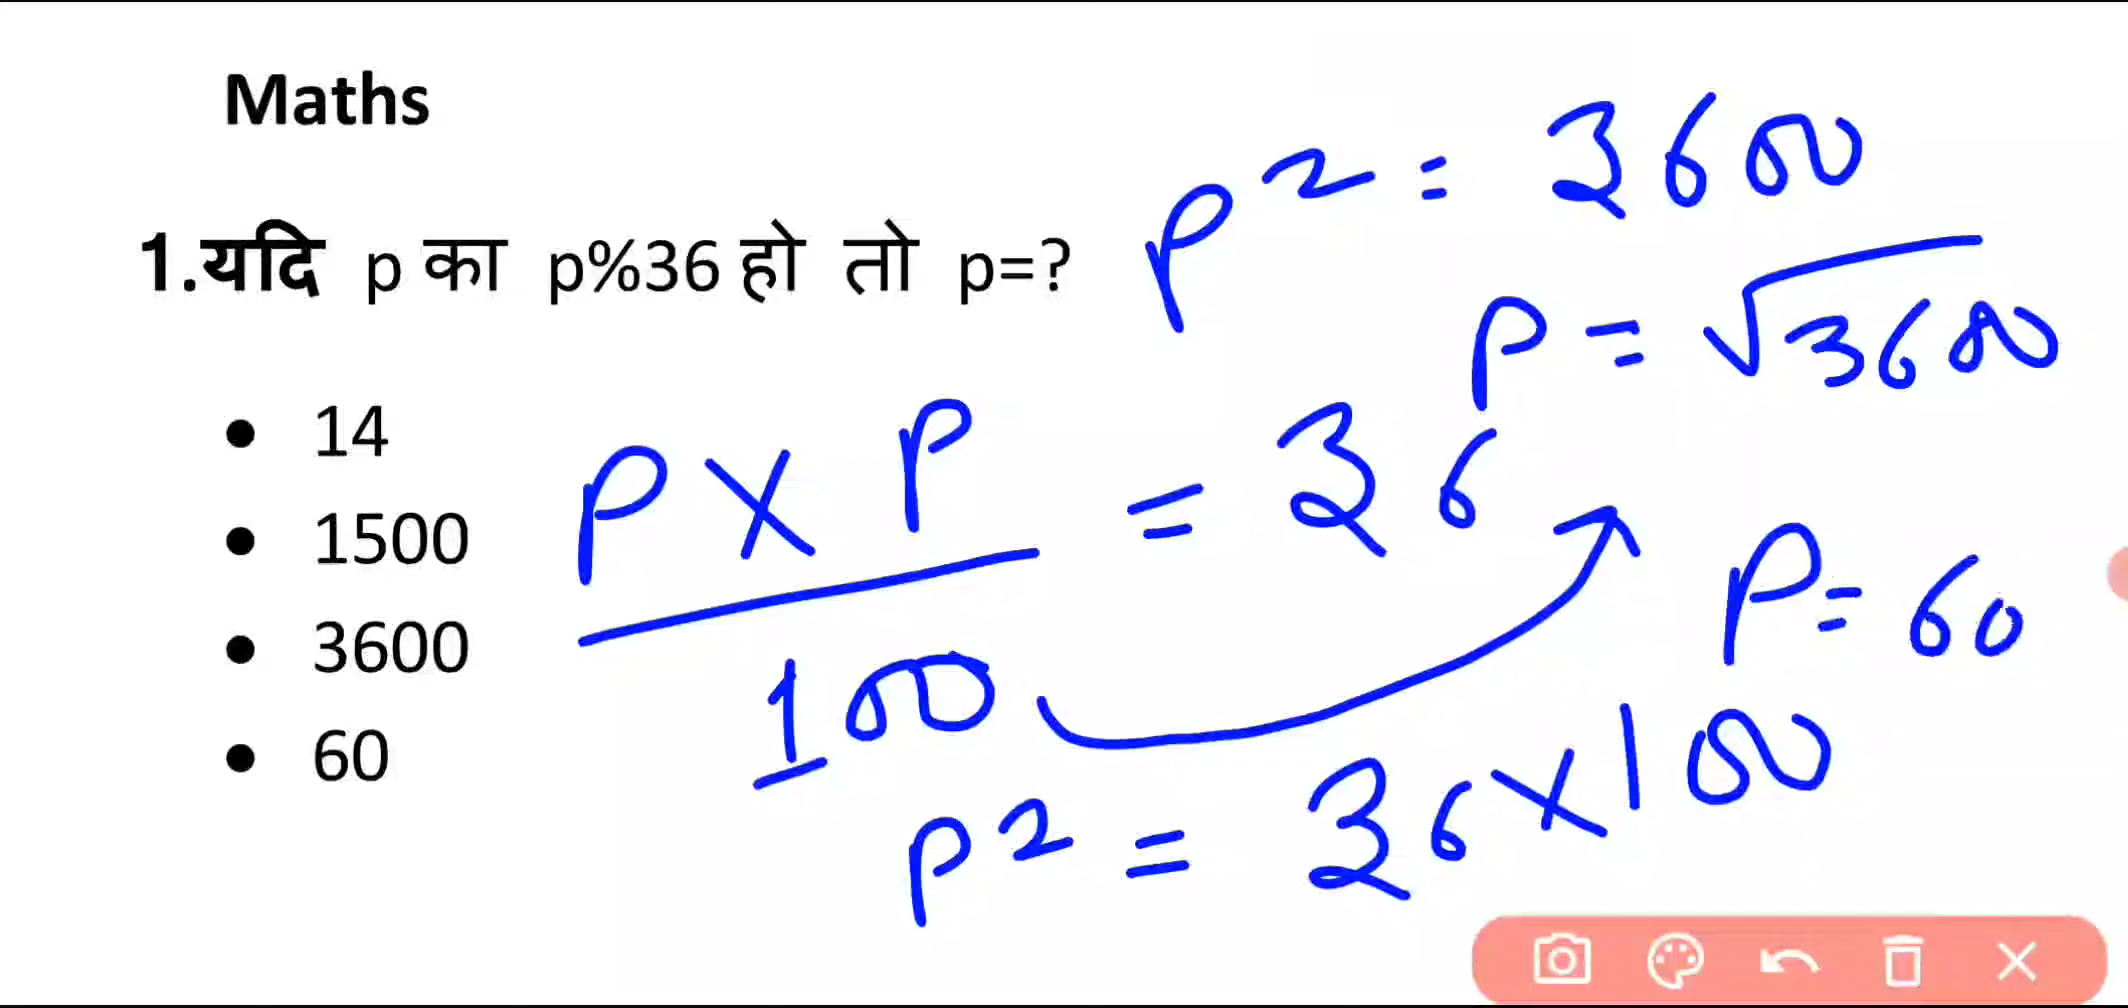 Maths
1.यदि p का p%36 हो तो p=?
• 14
• 1500
• 3600
• 60
P² = 3600
P = √3600
P × P = 36
100
P = 60
P² = 36×100